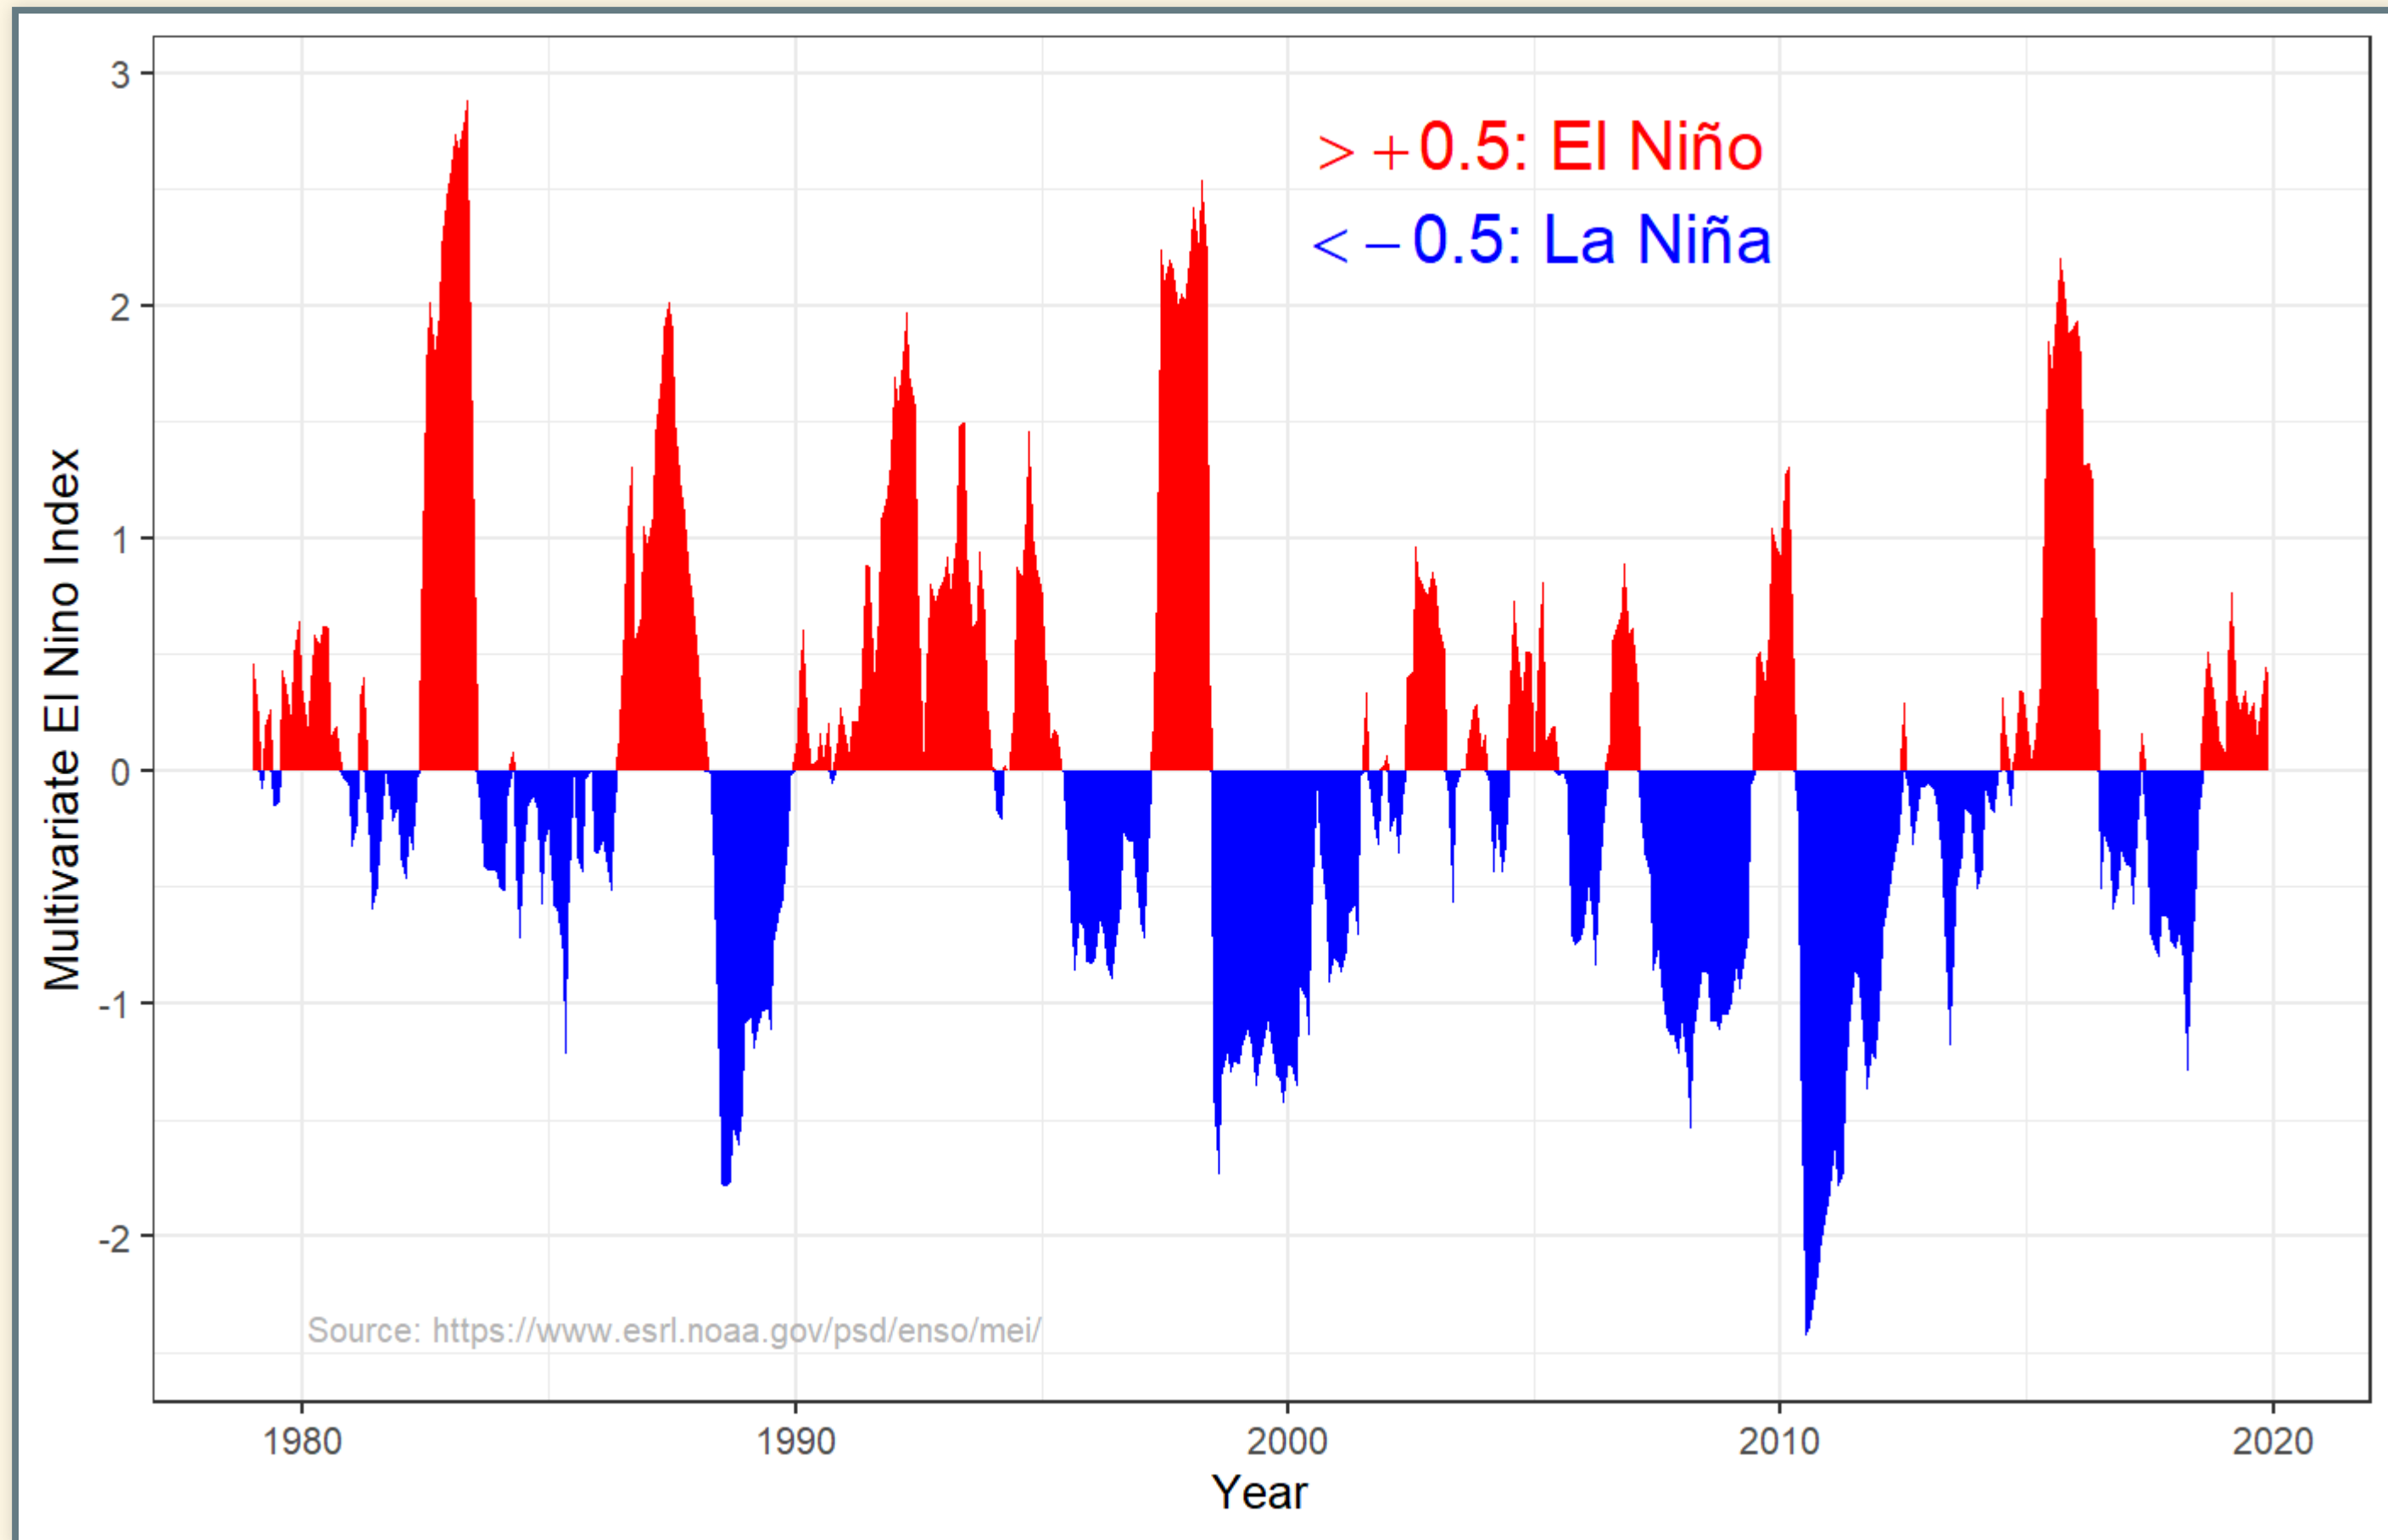 3
> +0.5: El Niño
< −0.5: La Niña
2
1
0
-1
-2
Multivariate El Nino Index
Source: https://www.esrl.noaa.gov/psd/enso/mei/
1980 1990 2000 2010 2020
Year